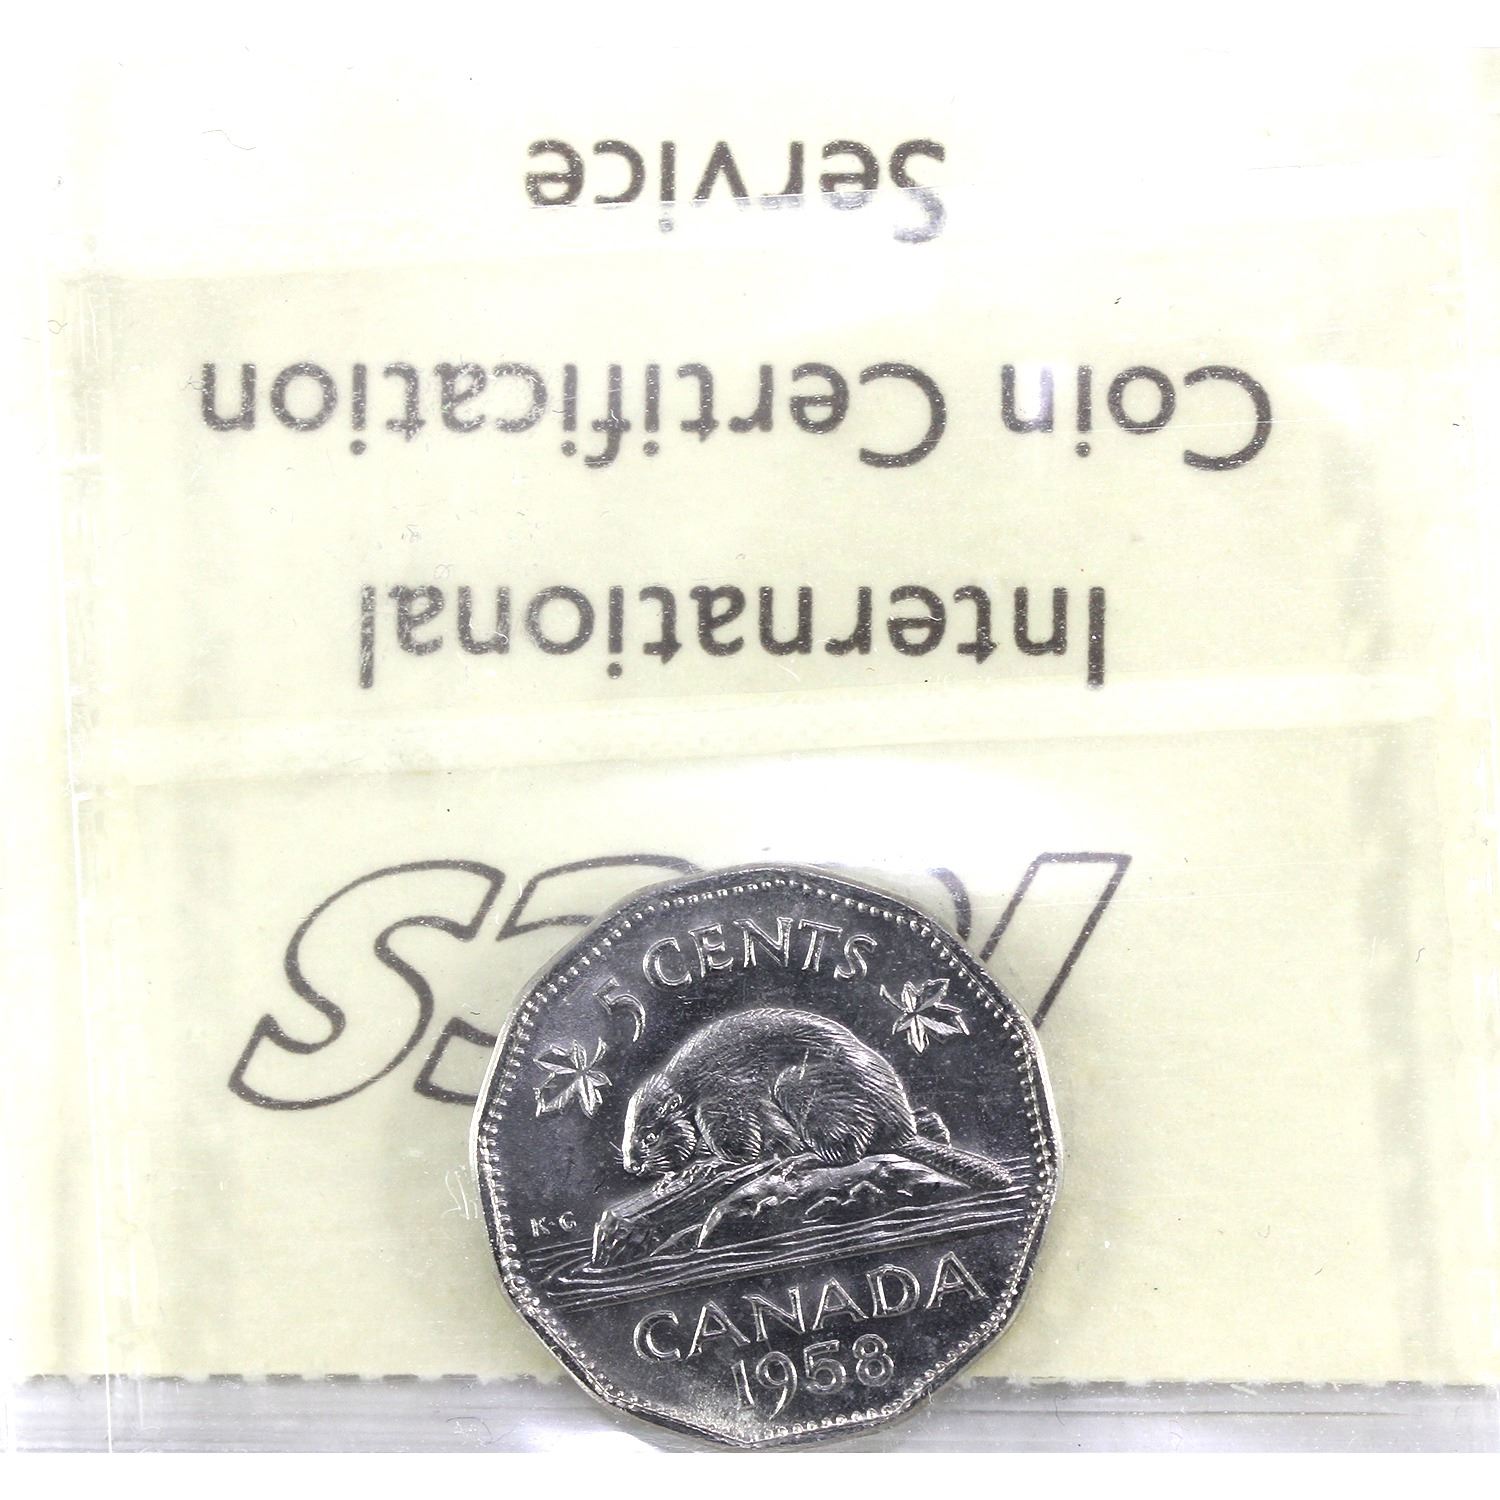 International
Coin Certification
Service
ICCS
5 CENTS
K·G
CANADA
1958